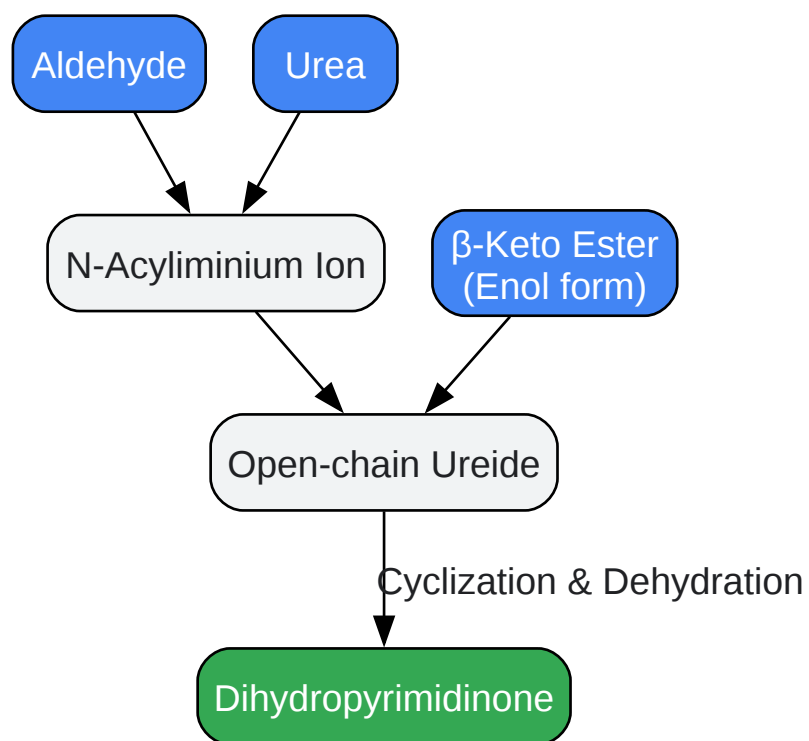 Aldehyde
Urea
N-Acyliminium Ion
β-Keto Ester
(Enol form)
Open-chain Ureide
Cyclization & Dehydration
Dihydropyrimidinone